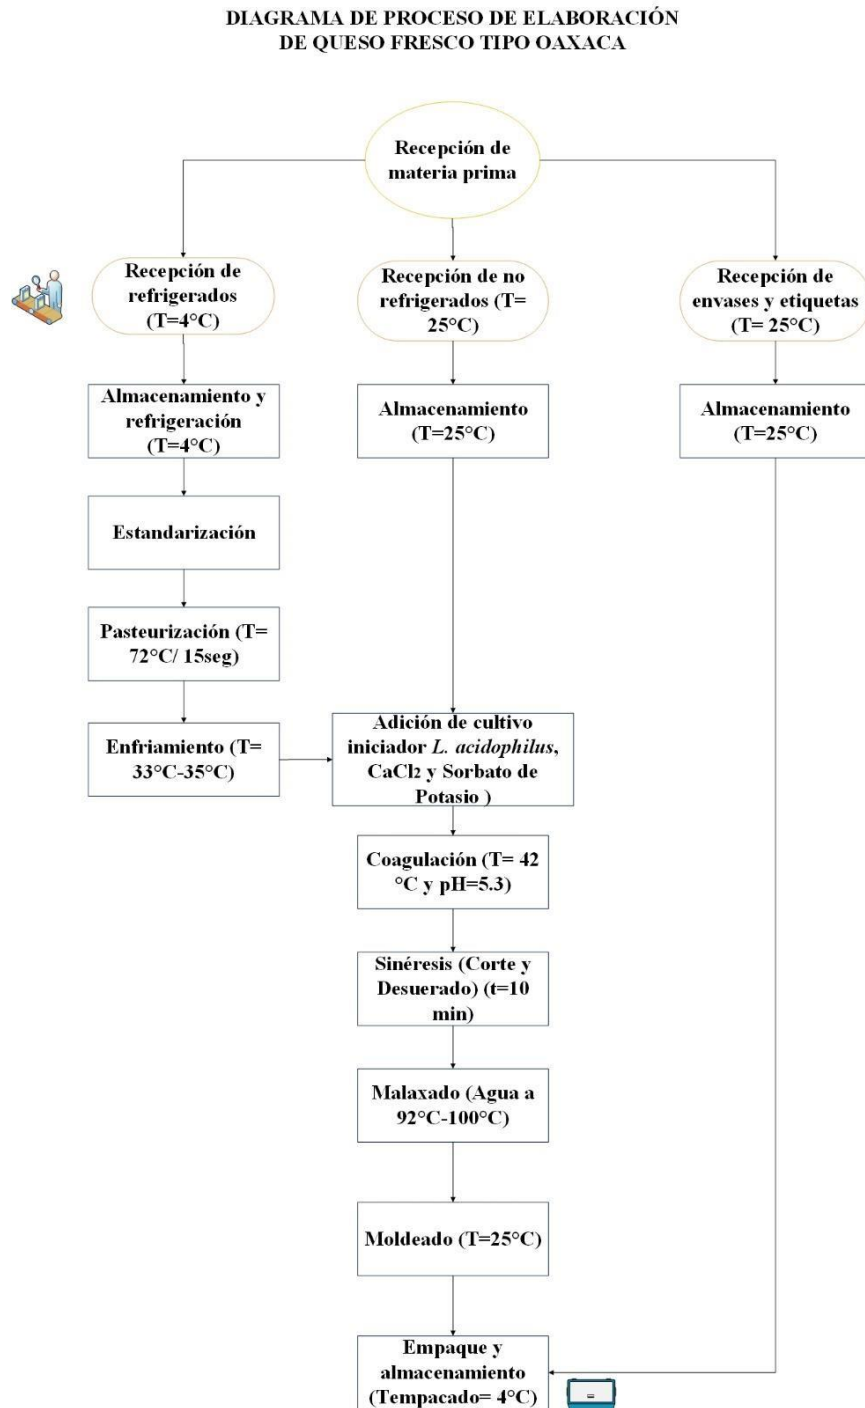 DIAGRAMA DE PROCESO DE ELABORACIÓN
DE QUESO FRESCO TIPO OAXACA
Recepción de
materia prima
Recepción de
refrigerados
(T=4°C)
Recepción de no
refrigerados (T=
25°C)
Recepción de
envases y etiquetas
(T= 25°C)
Almacenamiento y
refrigeración
(T=4°C)
Almacenamiento
(T=25°C)
Almacenamiento
(T=25°C)
Estandarización
Pasteurización (T=
72°C/ 15seg)
Enfriamiento (T=
33°C-35°C)
Adición de cultivo
iniciador L. acidophilus,
CaCl2 y Sorbato de
Potasio )
Coagulación (T= 42
°C y pH=5.3)
Sinéresis (Corte y
Desuerado) (t=10
min)
Malaxado (Agua a
92°C-100°C)
Moldeado (T=25°C)
Empaque y
almacenamiento
(Tempacado= 4°C)